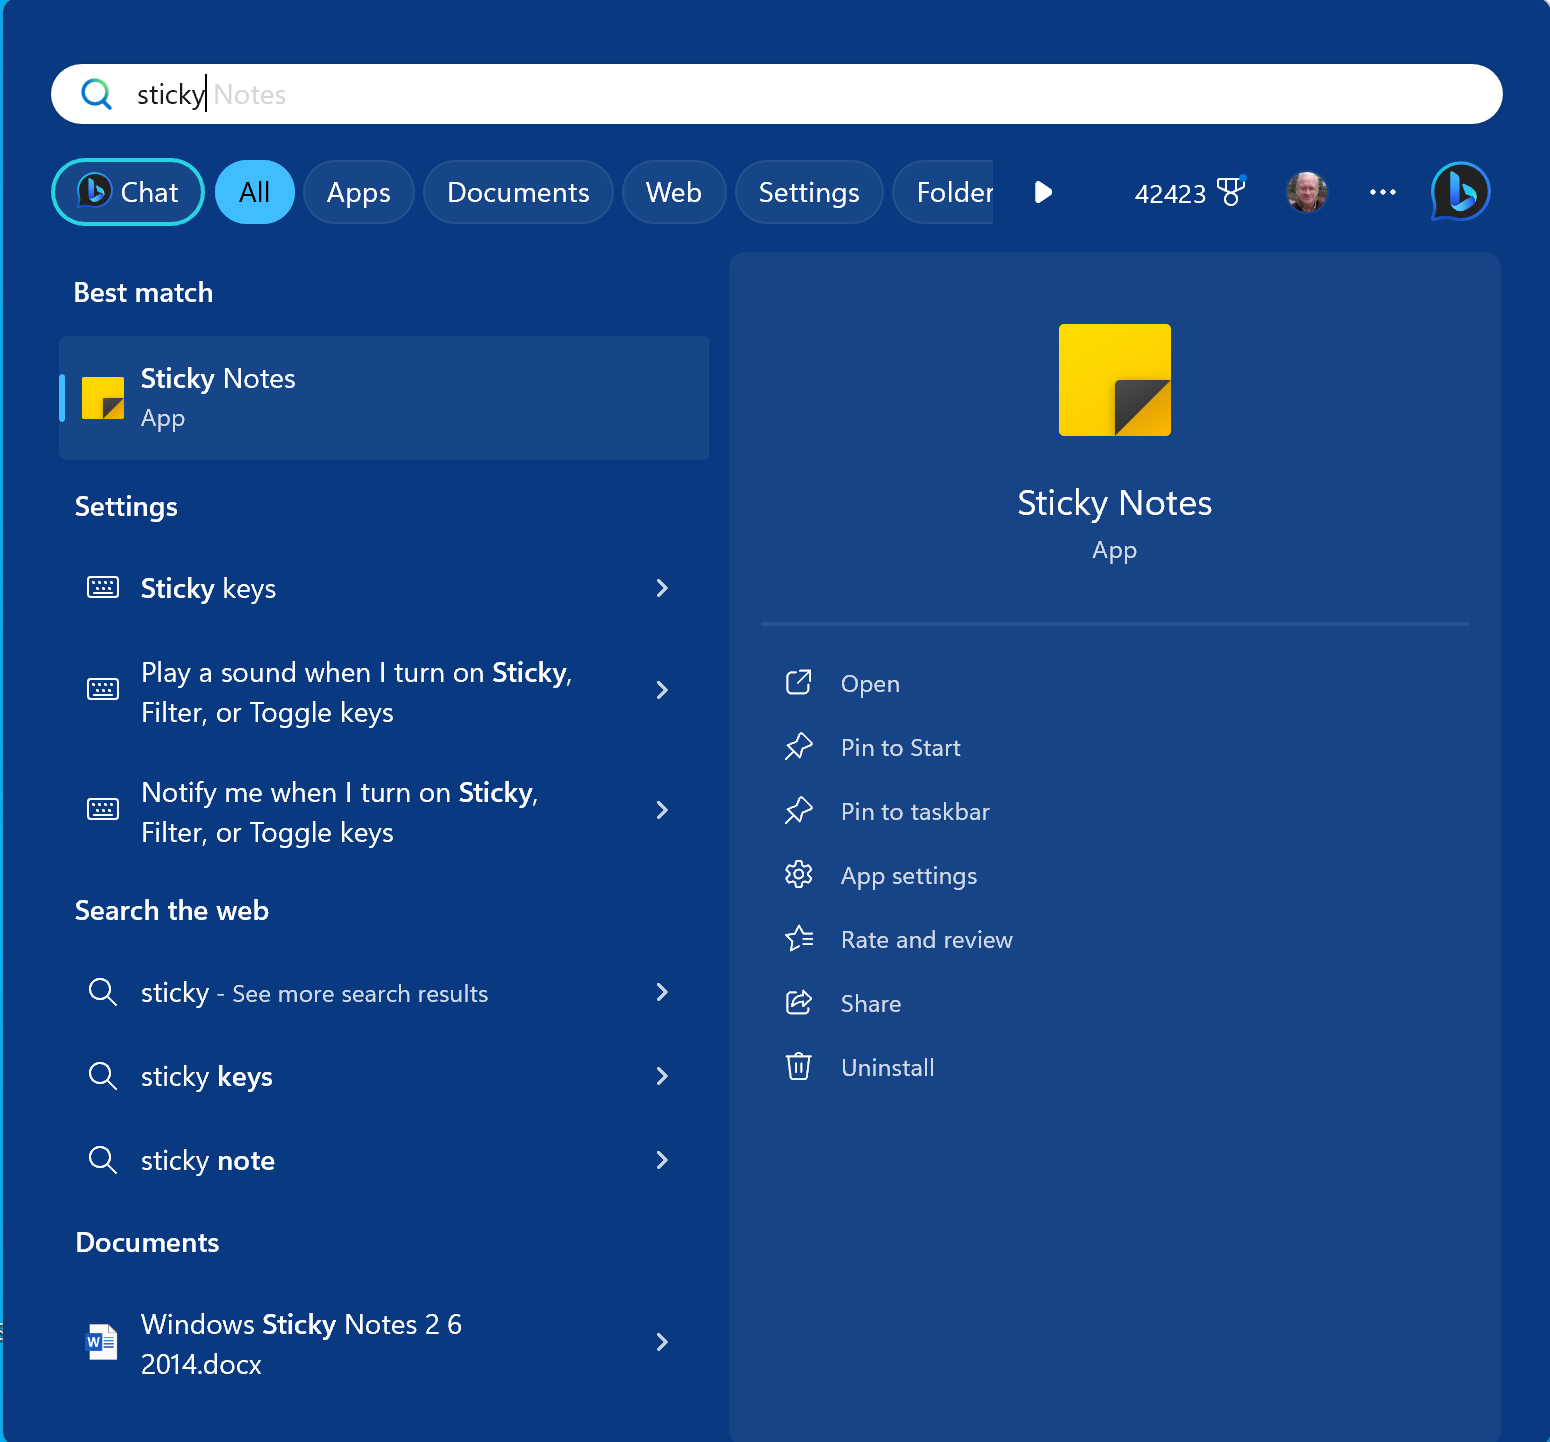 sticky Notes
Chat
All
Apps
Documents
Web
Settings
Folder
42423
Best match
Sticky Notes
App
Settings
Sticky keys
Play a sound when I turn on Sticky,
Filter, or Toggle keys
Notify me when I turn on Sticky,
Filter, or Toggle keys
Search the web
sticky - See more search results
sticky keys
sticky note
Documents
W
Windows Sticky Notes 2 6
2014.docx
Sticky Notes
App
Open
Pin to Start
Pin to taskbar
App settings
Rate and review
Share
Uninstall